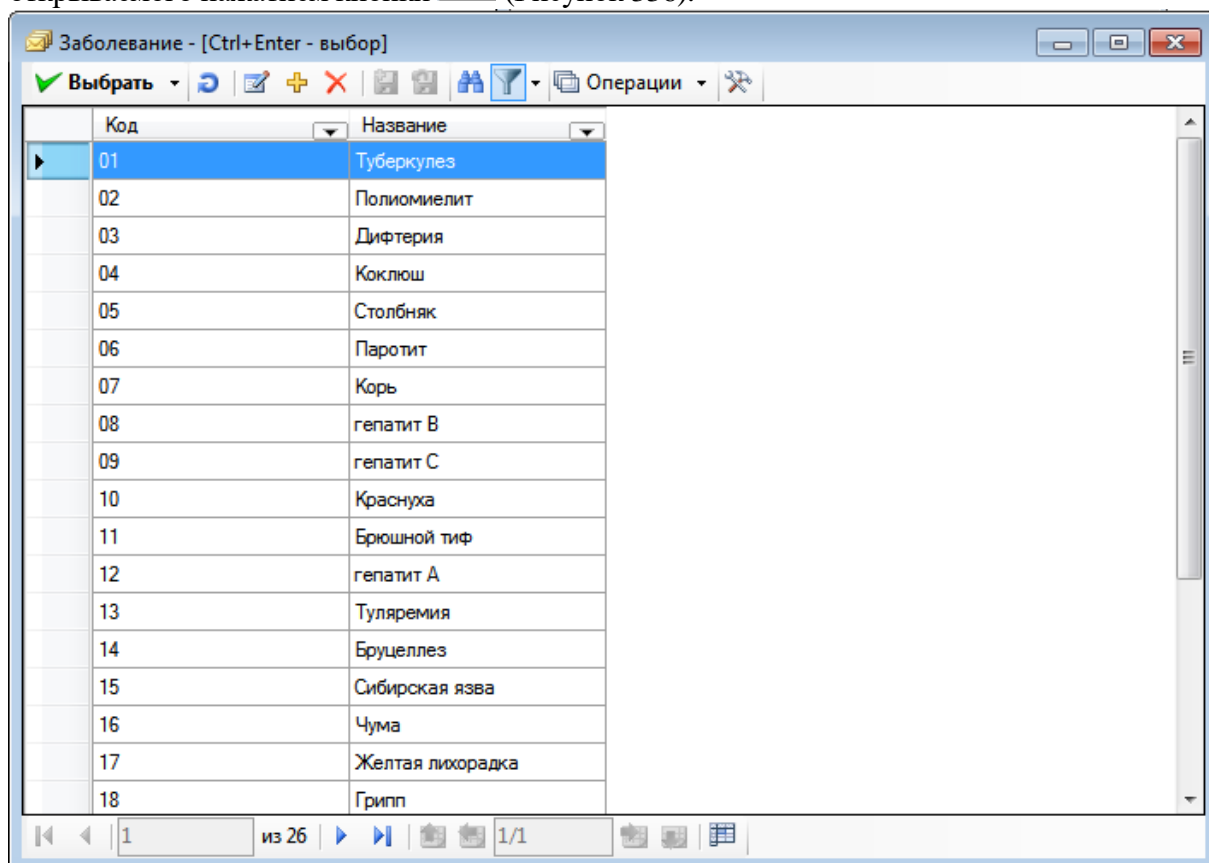 (Рисунок 336).
Заболевание - [Ctrl+Enter - выбор]
Выбрать Операции
Код Название
01 Туберкулез
02 Полиомиелит
03 Дифтерия
04 Коклюш
05 Столбняк
06 Паротит
07 Корь
08 гепатит В
09 гепатит С
10 Краснуха
11 Брюшной тиф
12 гепатит А
13 Туляремия
14 Бруцеллез
15 Сибирская язва
16 Чума
17 Желтая лихорадка
18 Грипп
1 из 26 1/1